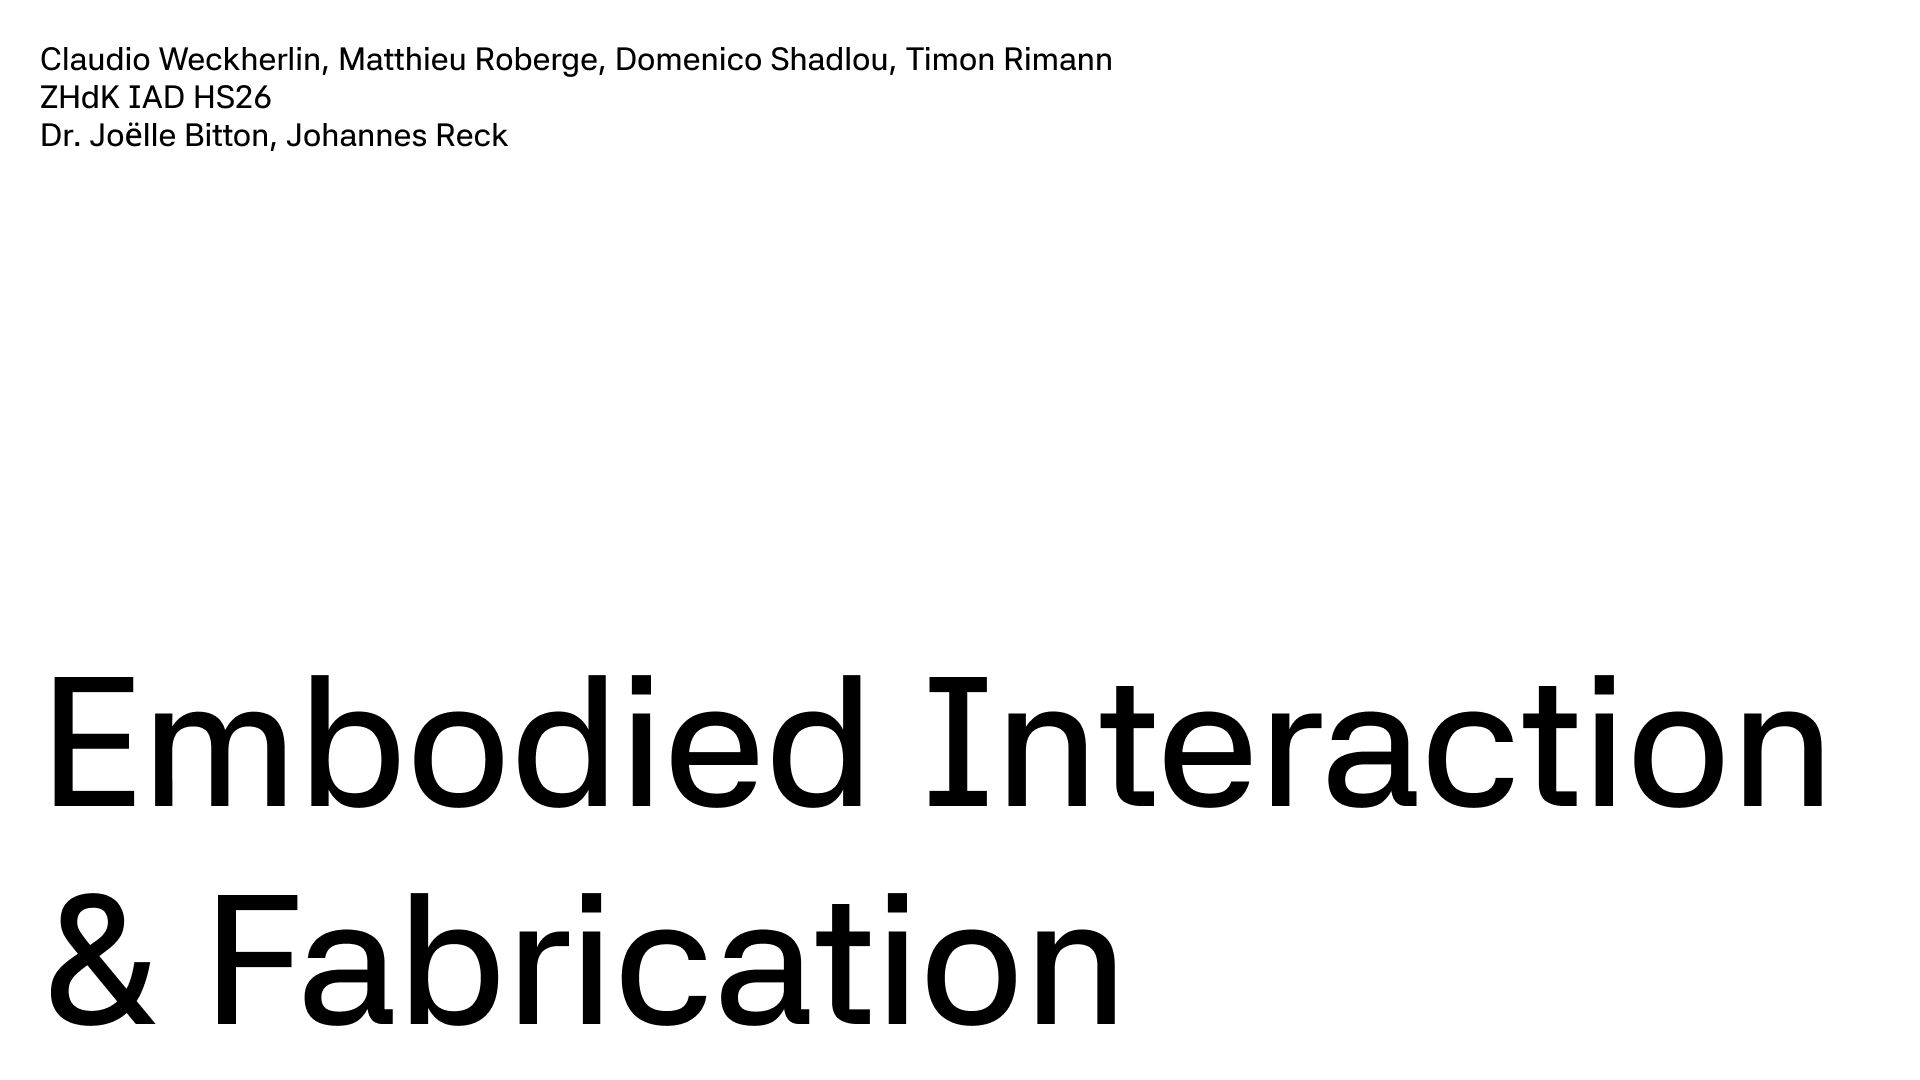 Claudio Weckherlin, Matthieu Roberge, Domenico Shadlou, Timon Rimann
ZHdK IAD HS26
Dr. Joëlle Bitton, Johannes Reck
Embodied Interaction
& Fabrication